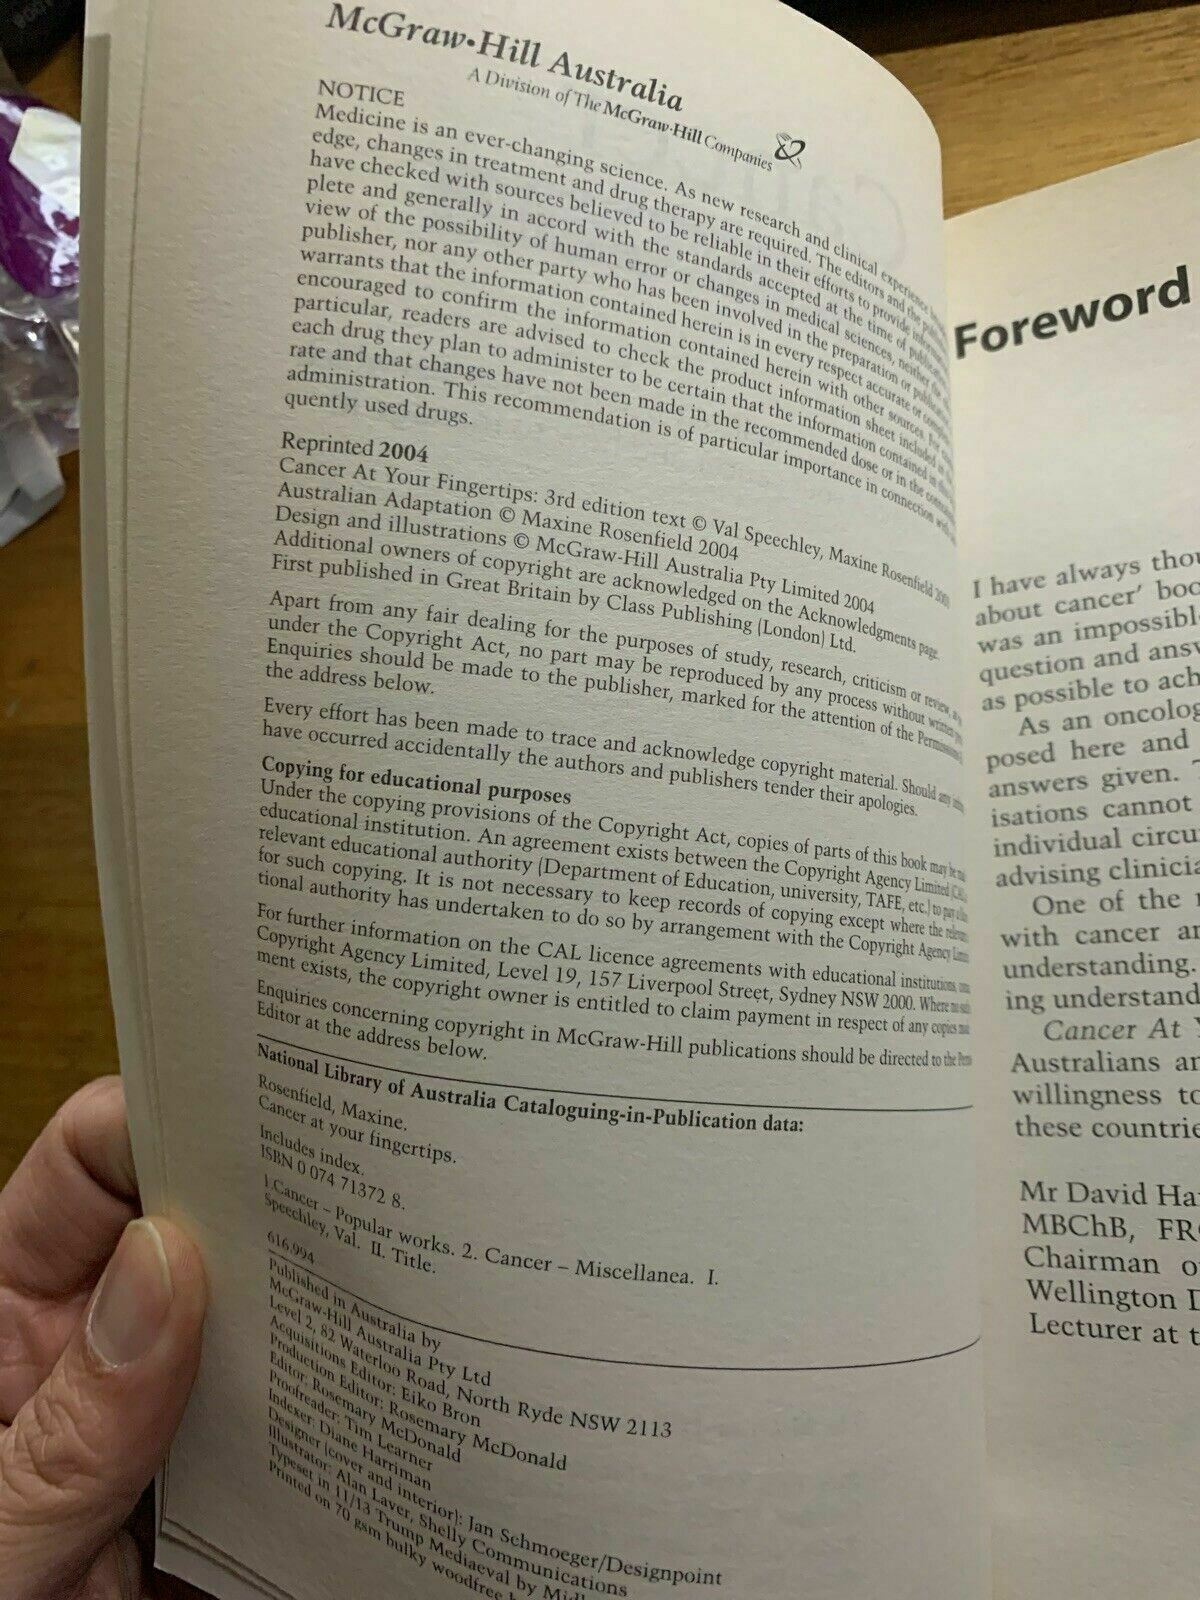 McGraw•Hill Australia
A Division of The McGraw·Hill Companies
NOTICE
Medicine is an ever-changing science. As new research and clinical experience
edge, changes in treatment and drug therapy are required. The editors and the
have checked with sources believed to be reliable in their efforts to provide
plete and generally in accord with the standards accepted at the time of
view of the possibility of human error or changes in medical sciences, neither the
publisher, nor any other party who has been involved in the preparation or
warrants that the information contained herein is in every respect accurate or
encouraged to confirm the information contained herein with other sources. For
particular, readers are advised to check the product information sheet included
each drug they plan to administer to be certain that the information contained in
rate and that changes have not been made in the recommended dose or in the
administration. This recommendation is of particular importance in connection with
quently used drugs.
Reprinted 2004
Cancer At Your Fingertips: 3rd edition text © Val Speechley, Maxine Rosenfield
Australian Adaptation © Maxine Rosenfield 2004
Design and illustrations © McGraw-Hill Australia Pty Limited 2004
Additional owners of copyright are acknowledged on the Acknowledgments page.
First published in Great Britain by Class Publishing (London) Ltd.
Apart from any fair dealing for the purposes of study, research, criticism or review,
under the Copyright Act, no part may be reproduced by any process without written
Enquiries should be made to the publisher, marked for the attention of the
the address below.
Every effort has been made to trace and acknowledge copyright material. Should any
have occurred accidentally the authors and publishers tender their apologies.
Copying for educational purposes
Under the copying provisions of the Copyright Act, copies of parts of this book may be
educational institution. An agreement exists between the Copyright Agency Limited (CAL)
relevant educational authority (Department of Education, university, TAFE, etc.) to pay a
for such copying. It is not necessary to keep records of copying except where the
tional authority has undertaken to do so by arrangement with the Copyright Agency
For further information on the CAL licence agreements with educational institutions,
Copyright Agency Limited, Level 19, 157 Liverpool Street, Sydney NSW 2000. Where no
ment exists, the copyright owner is entitled to claim payment in respect of any copies
Enquiries concerning copyright in McGraw-Hill publications should be directed to the
Editor at the address below.
National Library of Australia Cataloguing-in-Publication data:
Rosenfield, Maxine.
Cancer at your fingertips.
Includes index.
ISBN 0 074 71372 8.
1.Cancer – Popular works. 2. Cancer – Miscellanea. I.
Speechley, Val. II. Title.
616.994
Published in Australia by
McGraw-Hill Australia Pty Ltd
Level 2, 82 Waterloo Road, North Ryde NSW 2113
Acquisitions Editor: Eiko Bron
Production Editor: Rosemary McDonald
Editor: Rosemary McDonald
Proofreader: Tim Learner
Indexer: Diane Harriman
Designer (cover and interior): Jan Schmoeger/Designpoint
Illustrator: Alan Laver, Shelly Communications
Typeset in 11/13 Trump Mediaeval by
Printed on 70 gsm bulky woodfree
Foreword
I have always
about cancer'
was an
question and
as possible to
As an
posed here and
answers given.
isations cannot
individual
advising
One of the
with cancer
understanding.
ing
Cancer At
Australians
willingness to
these
Mr David
MBChB,
Chairman
Wellington
Lecturer at